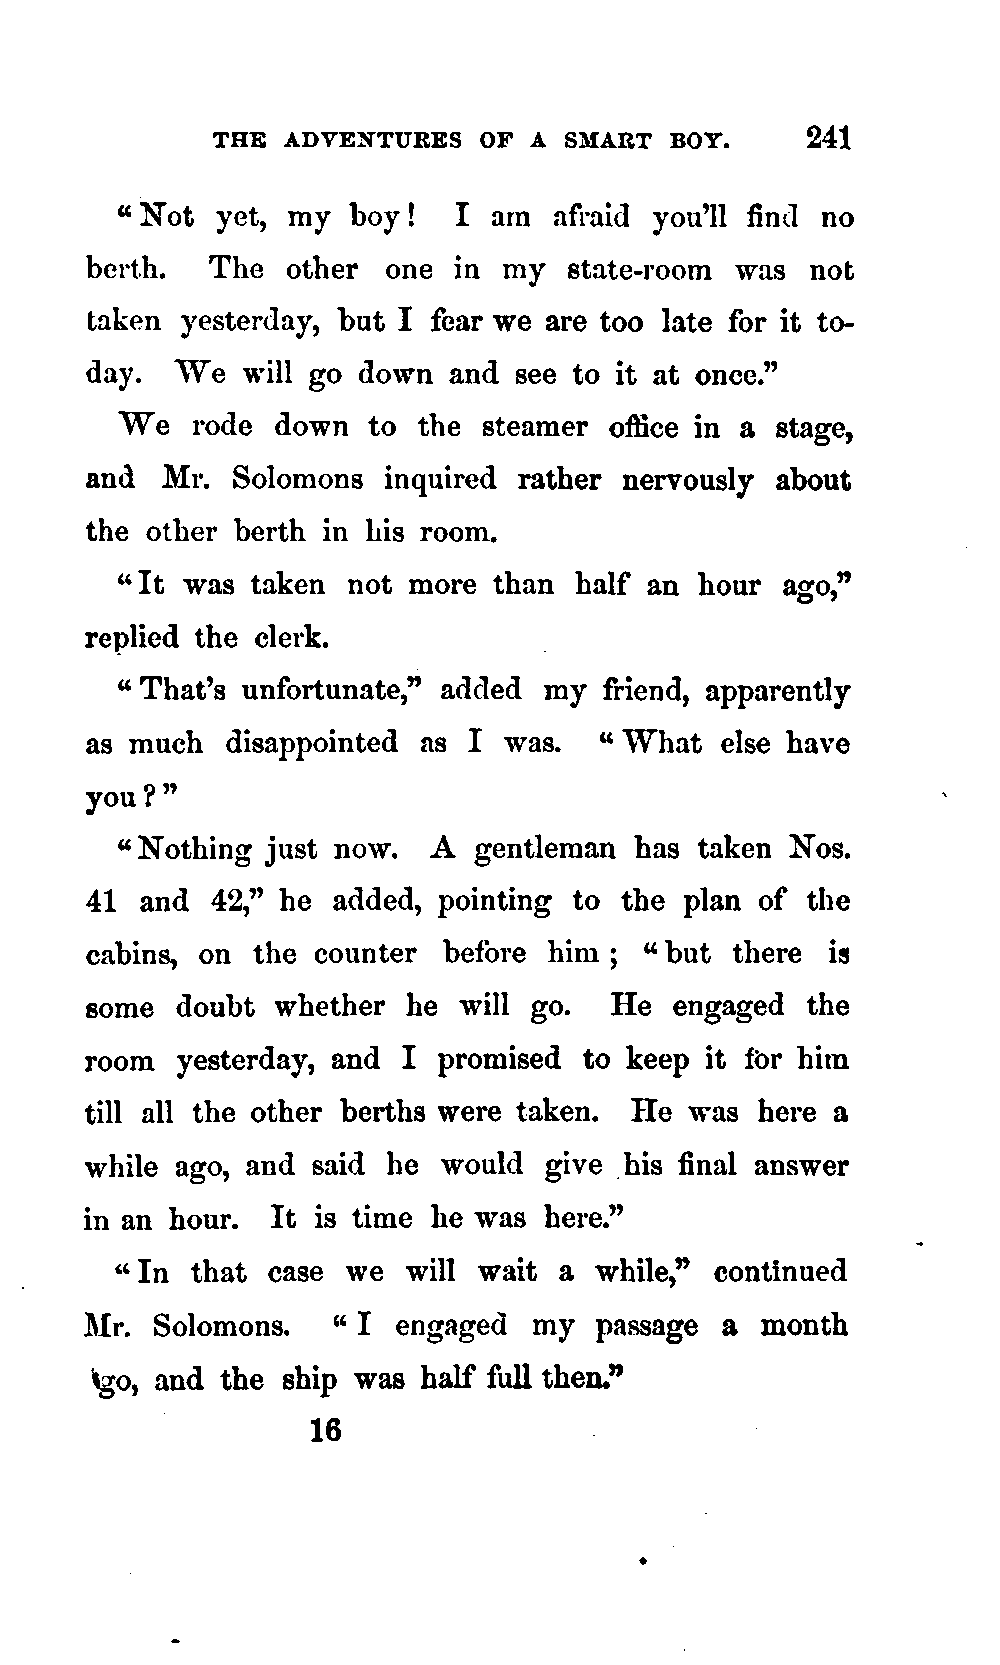 THE ADVENTURES OF A SMART BOY. 241
"Not yet, my boy! I am afraid you'll find no
berth. The other one in my state-room was not
taken yesterday, but I fear we are too late for it to-
day. We will go down and see to it at once."
We rode down to the steamer office in a stage,
and Mr. Solomons inquired rather nervously about
the other berth in his room.
"It was taken not more than half an hour ago,"
replied the clerk.
"That's unfortunate," added my friend, apparently
as much disappointed as I was. "What else have
you?"
"Nothing just now. A gentleman has taken Nos.
41 and 42," he added, pointing to the plan of the
cabins, on the counter before him; "but there is
some doubt whether he will go. He engaged the
room yesterday, and I promised to keep it for him
till all the other berths were taken. He was here a
while ago, and said he would give his final answer
in an hour. It is time he was here."
"In that case we will wait a while," continued
Mr. Solomons. "I engaged my passage a month
ago, and the ship was half full then."
16